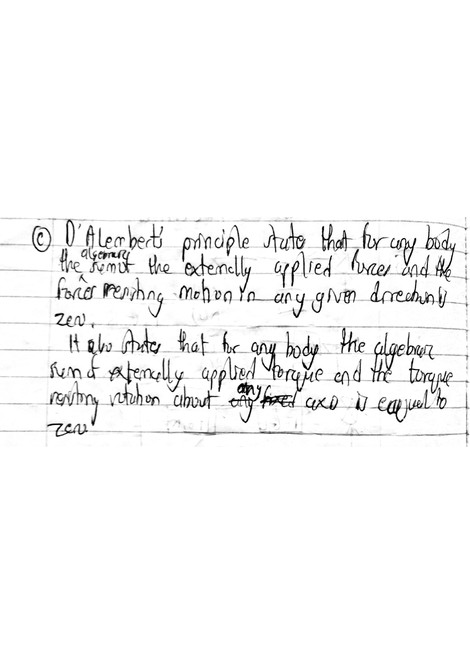 (c) D'Alembert's principle states that for any body
the algebraic sum of the externally applied forces and the
forces resisting motion in any given direction is
zero.
It also states that for any body the algebraic
sum of externally applied torque and the torque
resisting rotation about any axis is equal to
zero